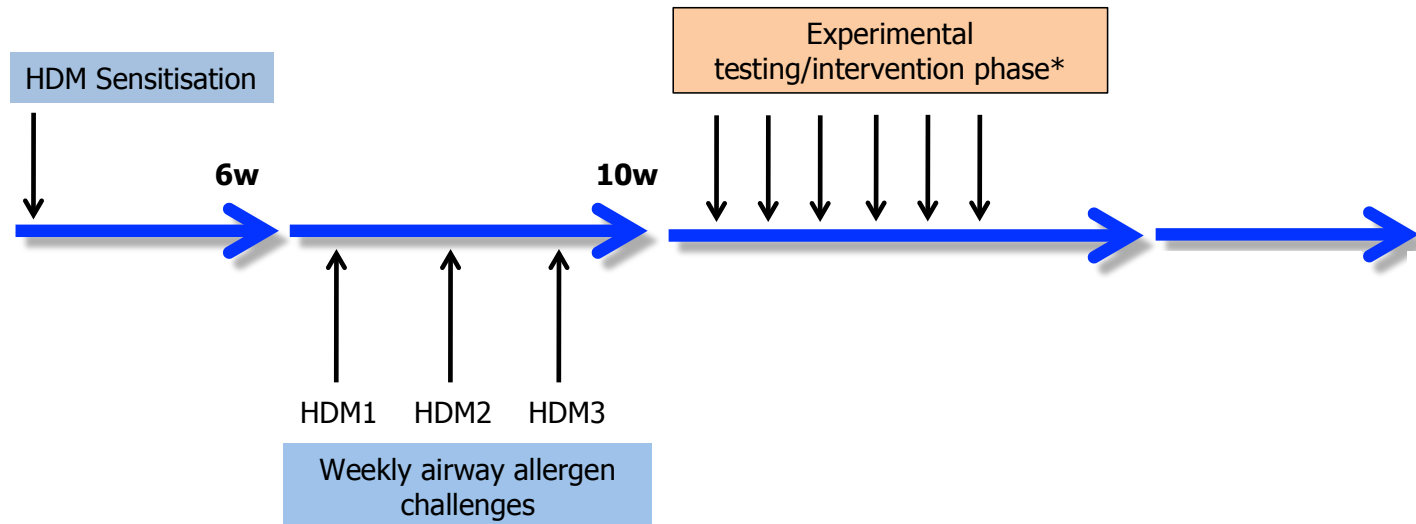 Experimental
testing/intervention phase*
HDM Sensitisation
6w
10w
HDM1
HDM2
HDM3
Weekly airway allergen
challenges